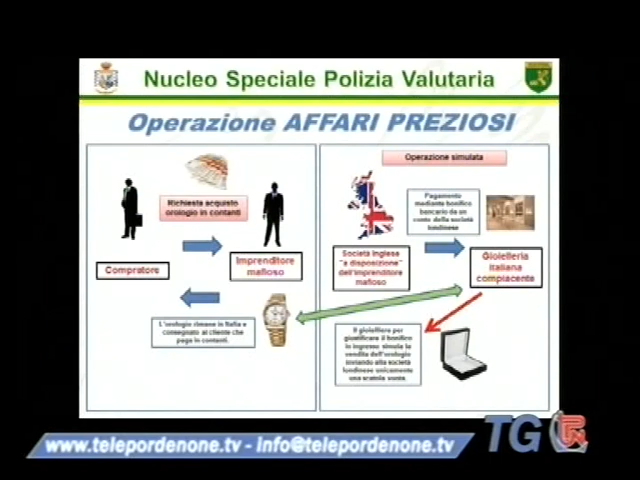 Nucleo Speciale Polizia Valutaria
Operazione AFFARI PREZIOSI
Richiesta acquisto
orologio in contanti
Compratore
Imprenditore
mafioso
L'orologio rimane in Italia e
consegnato al cliente che
paga in contanti.
Operazione simulata
Pagamento
mediante bonifico
bancario da un
conto della società
londinese
Società inglese
"a disposizione"
dell'imprenditore
mafioso
Gioielleria
italiana
compiacente
Il gioielliere per
giustificare il bonifico
in ingresso simula la
vendita dell'orologio
inviando alla società
londinese unicamente
una scatola vuota.
www.telepordenone.tv - info@telepordenone.tv
TG